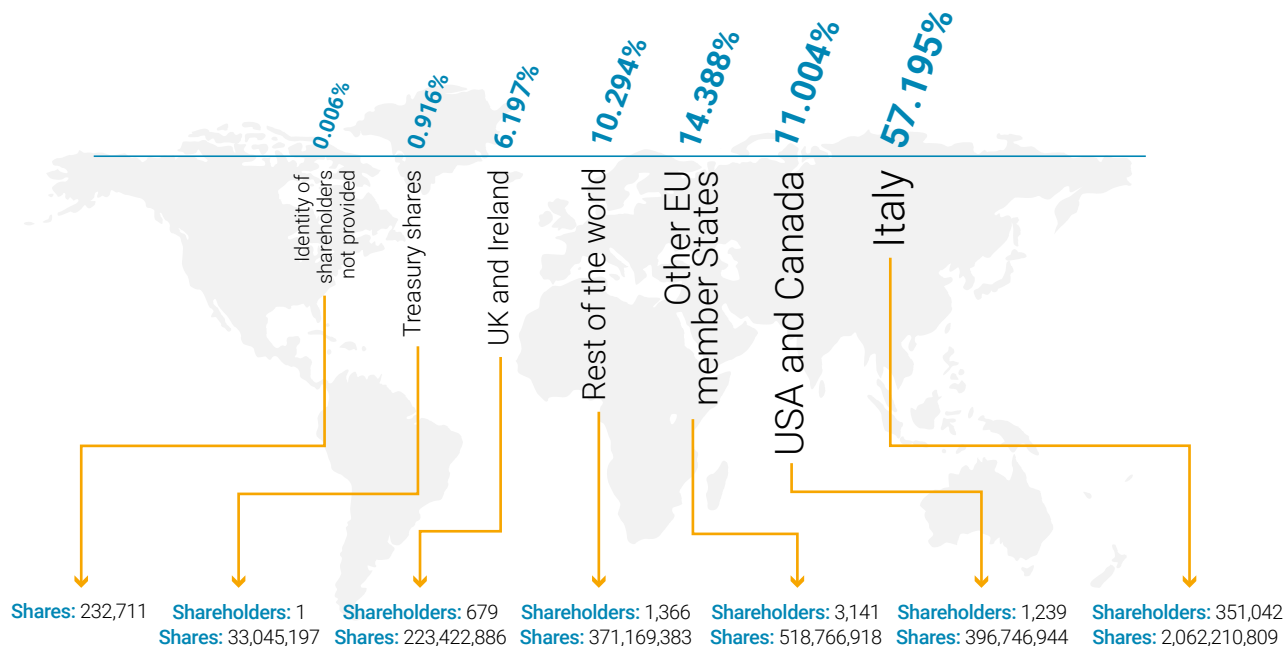 0.006%
0.916%
6.197%
10.294%
14.388%
11.004%
57.195%
Identity of
shareholders
not provided
Treasury shares
UK and Ireland
Rest of the world
Other EU
member States
USA and Canada
Italy
Shares: 232,711
Shareholders: 1
Shares: 33,045,197
Shareholders: 679
Shares: 223,422,886
Shareholders: 1,366
Shares: 371,169,383
Shareholders: 3,141
Shares: 518,766,918
Shareholders: 1,239
Shares: 396,746,944
Shareholders: 351,042
Shares: 2,062,210,809